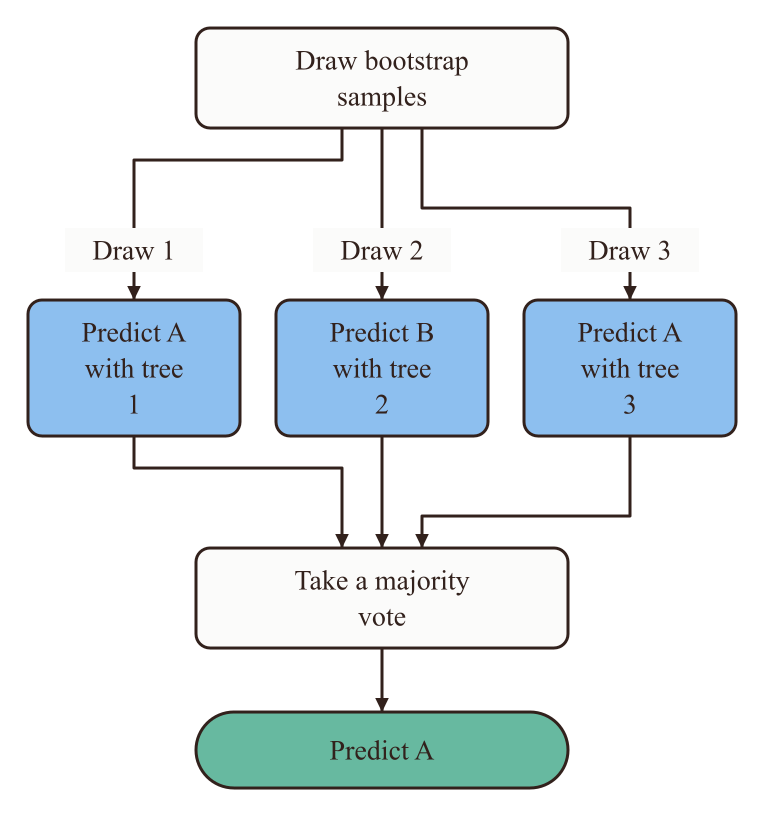 Draw bootstrap
samples
Draw 1
Draw 2
Draw 3
Predict A
with tree
1
Predict B
with tree
2
Predict A
with tree
3
Take a majority
vote
Predict A